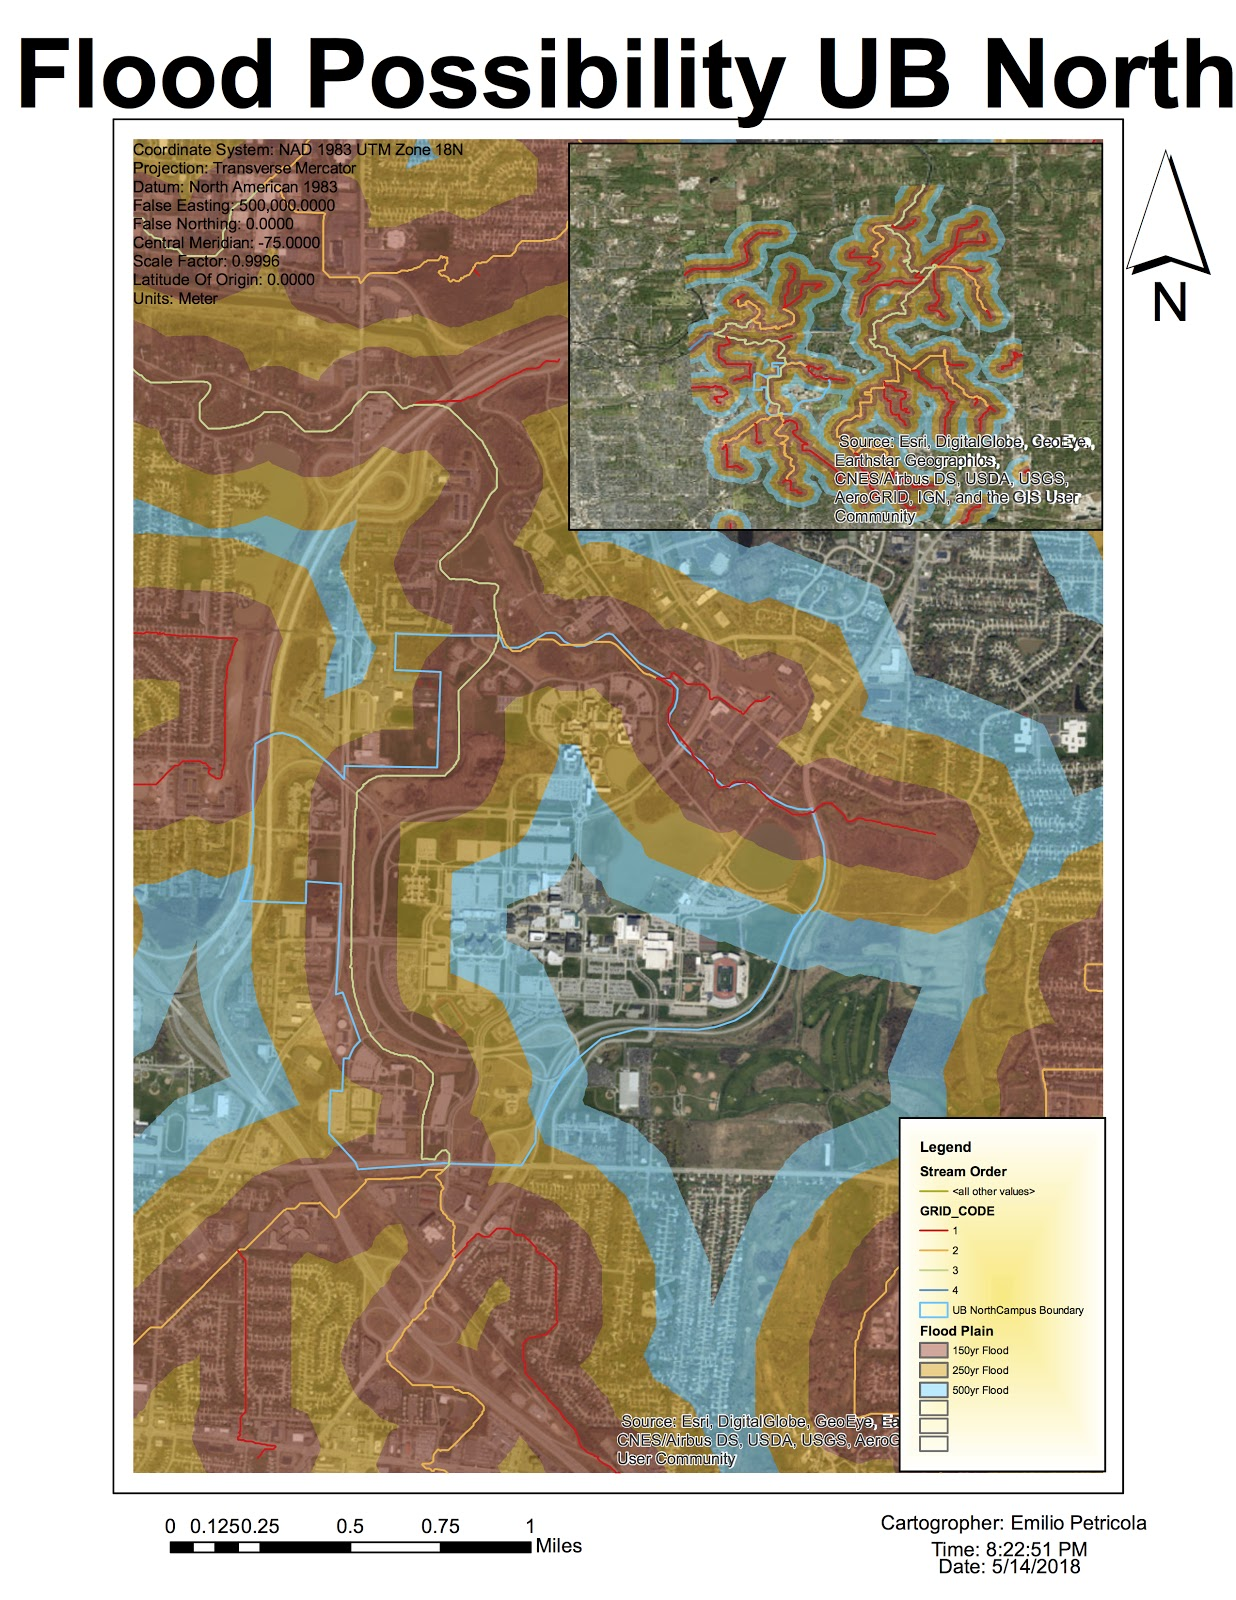 Flood Possibility UB North
Coordinate System: NAD 1983 UTM Zone 18N
Projection: Transverse Mercator
Datum: North American 1983
False Easting: 500,000.0000
False Northing: 0.0000
Central Meridian: -75.0000
Scale Factor: 0.9996
Latitude Of Origin: 0.0000
Units: Meter
N
Source: Esri, DigitalGlobe, GeoEye,
Earthstar Geographics,
CNES/Airbus DS, USDA, USGS,
AeroGRID, IGN, and the GIS User
Community
Legend
Stream Order
<all other values>
GRID_CODE
1
2
3
4
UB NorthCampus Boundary
Flood Plain
150yr Flood
250yr Flood
500yr Flood
Source: Esri, DigitalGlobe, GeoEye, Ea
CNES/Airbus DS, USDA, USGS, AeroG
User Community
0 0.1250.25 0.5 0.75 1
Miles
Cartogropher: Emilio Petricola
Time: 8:22:51 PM
Date: 5/14/2018